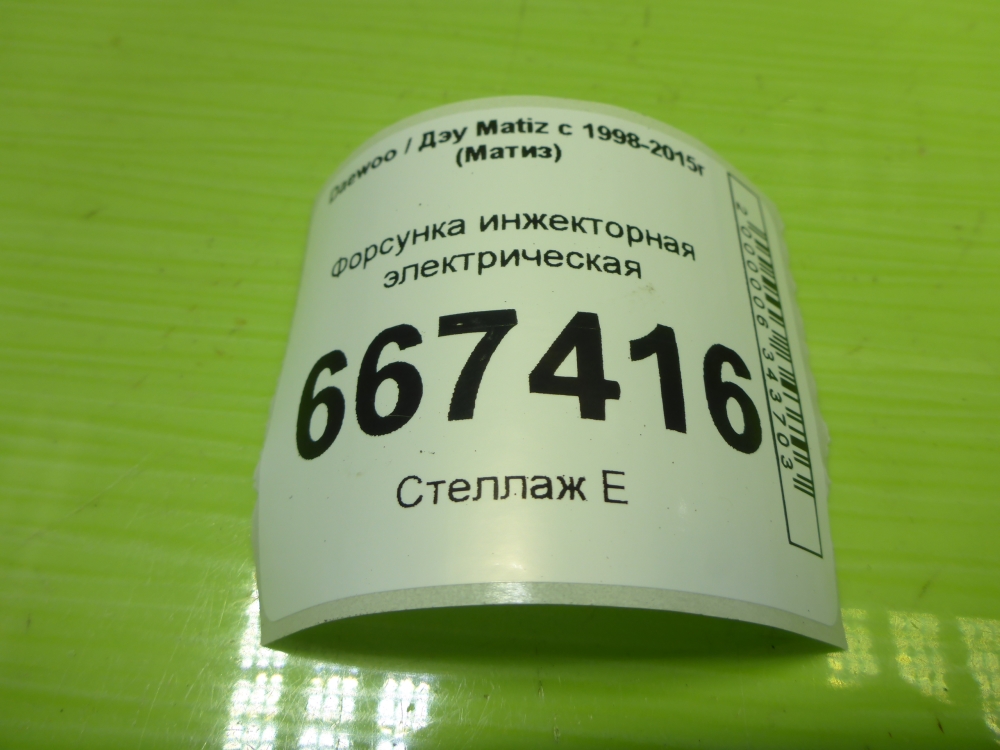 Daewoo / Дэу Matiz с 1998-2015г
(Матиз)
Форсунка инжекторная
электрическая
667416
Стеллаж Е
2000006343703